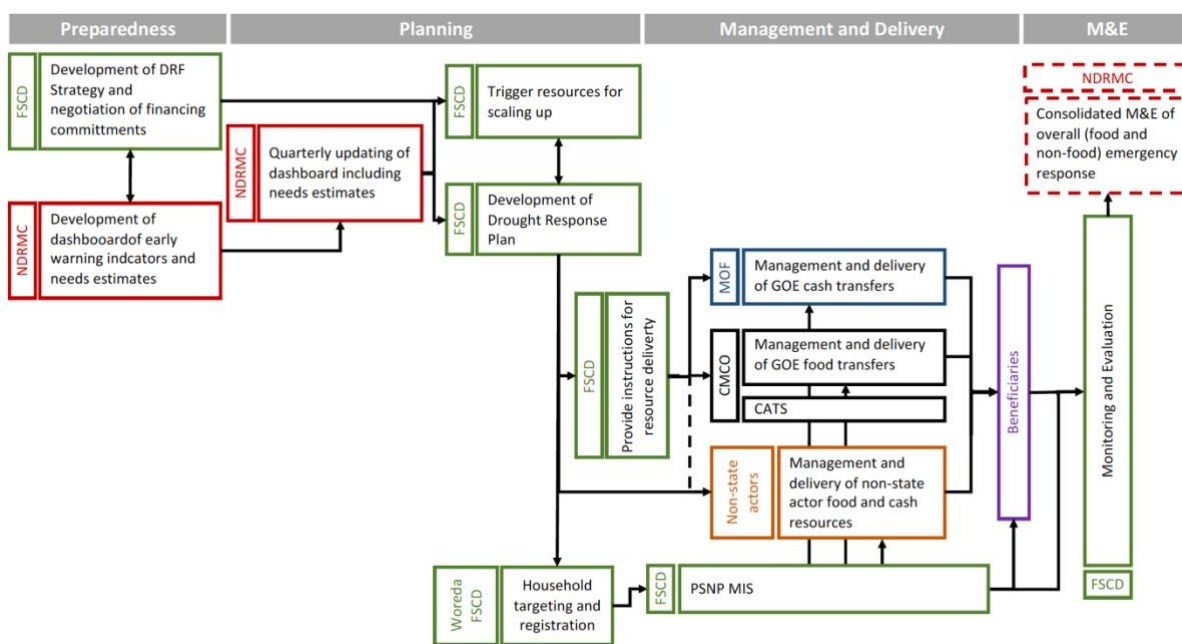 Preparedness
Planning
Management and Delivery
M&E
FSCD
Development of DRF
Strategy and
negotiation of financing
committments
NDRMC
Development of
dashbooardof early
warning indcators and
needs estimates
NDRMC
Quarterly updating of
dashboard including
needs estimates
FSCD
Trigger resources for
scaling up
FSCD
Development of
Drought Response
Plan
FSCD
Provide instructions for
resource deliverty
Woreda
FSCD
Household
targeting and
registration
MOF
Management and delivery
of GOE cash transfers
CMCO
Management and delivery
of GOE food transfers
CATS
Non-state
actors
Management and
delivery of non-state
actor food and cash
resources
FSCD
PSNP MIS
Beneficiaries
NDRMC
Consolidated M&E of
overall (food and
non-food) emergency
response
Monitoring and Evaluation
FSCD